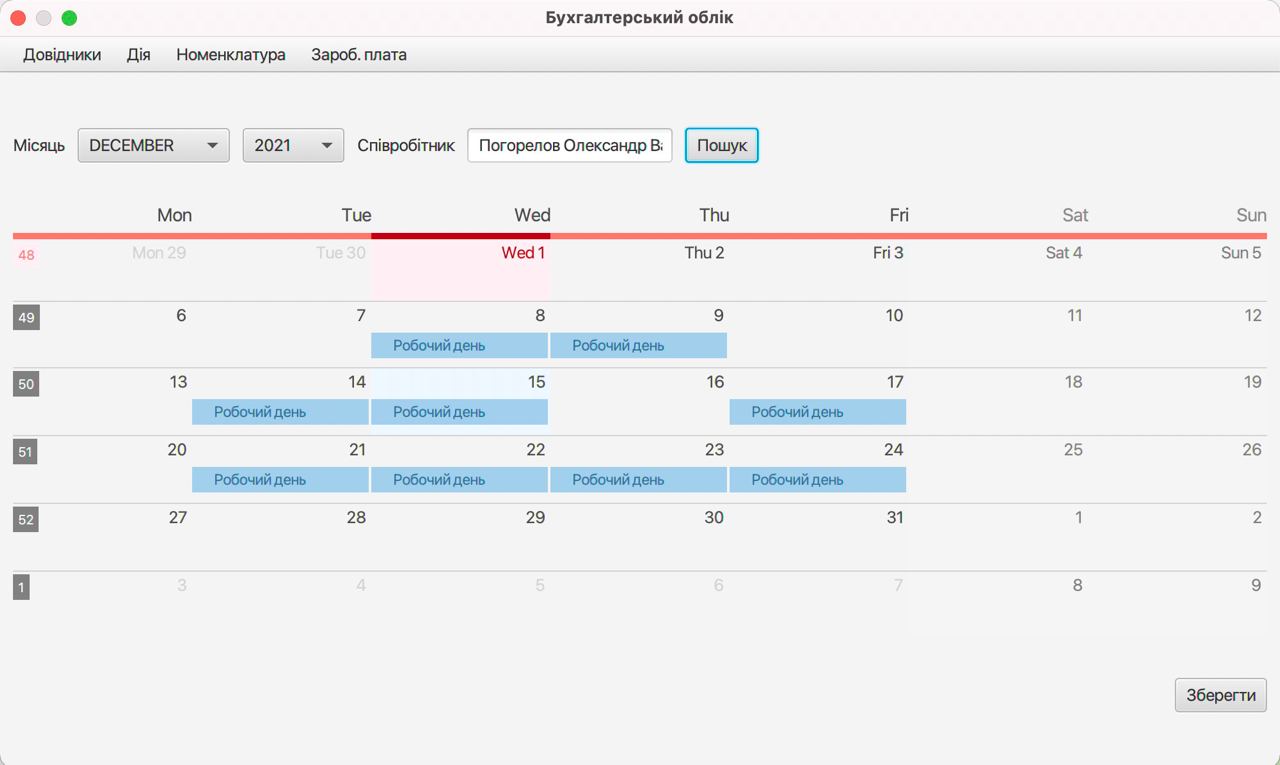 Бухгалтерський облік
Довідники Дія Номенклатура Зароб. плата
Місяць DECEMBER 2021 Співробітник Погорелов Олександр Ва Пошук
Mon Tue Wed Thu Fri Sat Sun
48 Mon 29 Tue 30 Wed 1 Thu 2 Fri 3 Sat 4 Sun 5
49 6 7 8 9 10 11 12
Робочий день Робочий день
50 13 14 15 16 17 18 19
Робочий день Робочий день Робочий день
51 20 21 22 23 24 25 26
Робочий день Робочий день Робочий день Робочий день
52 27 28 29 30 31 1 2
1 3 4 5 6 7 8 9
Зберегти